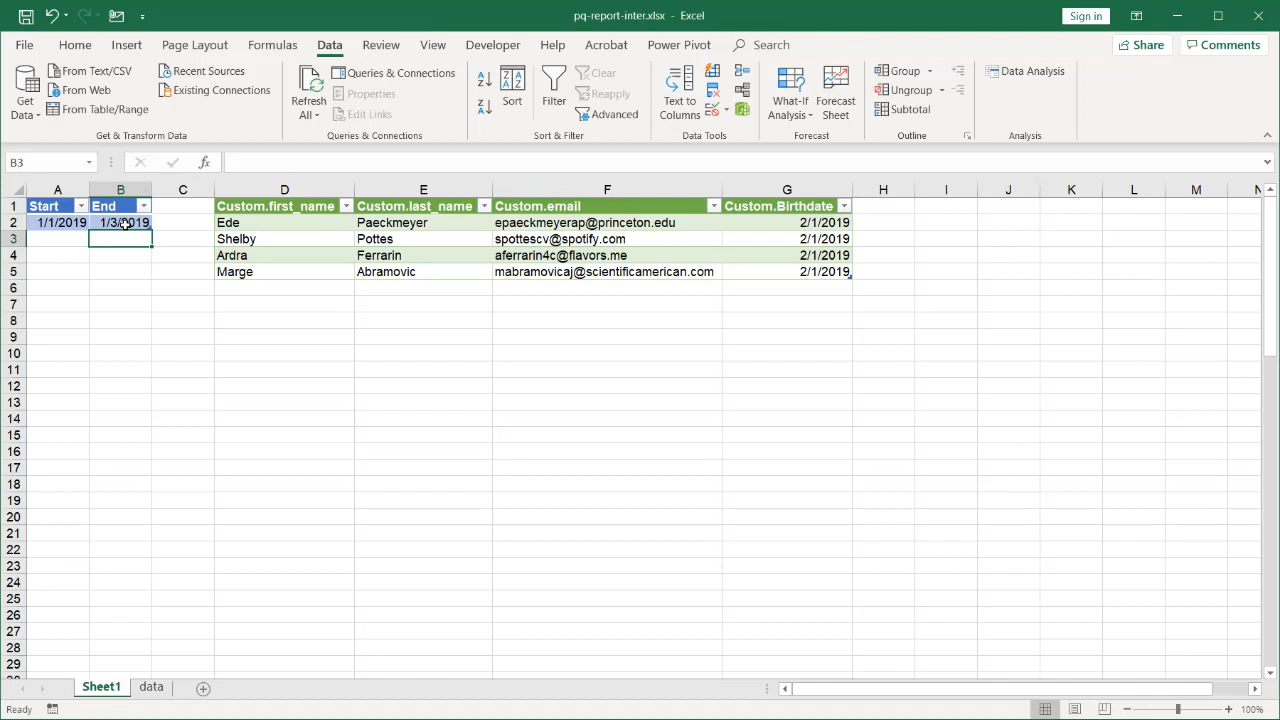 pq-report-inter.xlsx - Excel
Sign in
File Home Insert Page Layout Formulas Data Review View Developer Help Acrobat Power Pivot Search Share Comments
Get Data
From Text/CSV
From Web
From Table/Range
Recent Sources
Existing Connections
Get & Transform Data
Refresh All
Queries & Connections
Properties
Edit Links
Queries & Connections
Sort
Filter
Clear
Reapply
Advanced
Sort & Filter
Text to Columns
Data Tools
What-If Analysis
Forecast Sheet
Forecast
Group
Ungroup
Subtotal
Outline
Data Analysis
Analysis
B3 fx
A B C D E F G H I J K L M N
1 Start End Custom.first_name Custom.last_name Custom.email Custom.Birthdate
2 1/1/2019 1/3/2019 Ede Paeckmeyer epaeckmeyerap@princeton.edu 2/1/2019
3 Shelby Pottes spottescv@spotify.com 2/1/2019
4 Ardra Ferrarin aferrarin4c@flavors.me 2/1/2019
5 Marge Abramovic mabramovicaj@scientificamerican.com 2/1/2019
6
7
8
9
10
11
12
13
14
15
16
17
18
19
20
21
22
23
24
25
26
27
28
29
Sheet1 data
Ready 100%